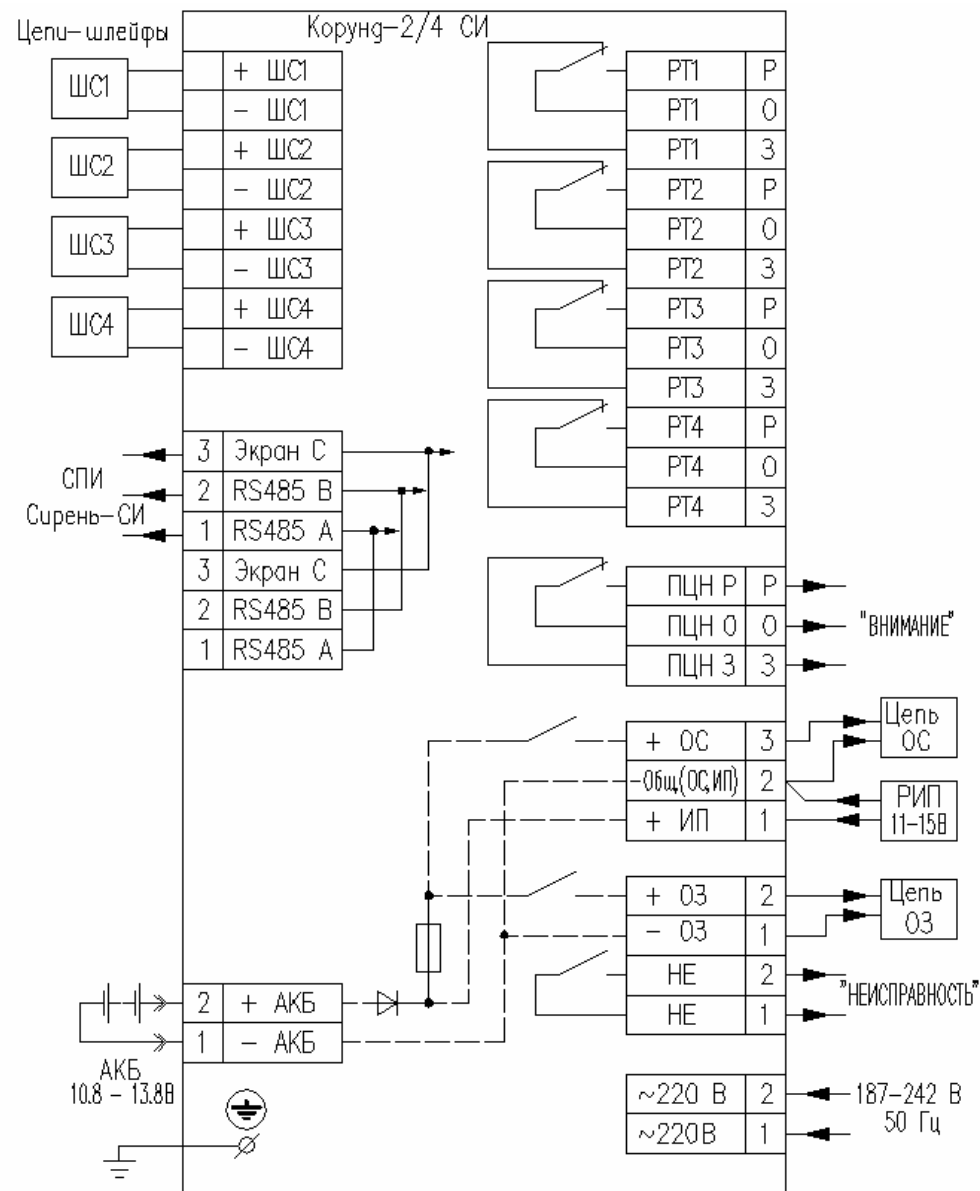 Корунд-2/4 СИ
Цепи-шлейфы
ШС1
+ ШС1
- ШС1
ШС2
+ ШС2
- ШС2
ШС3
+ ШС3
- ШС3
ШС4
+ ШС4
- ШС4
РТ1 Р
РТ1 О
РТ1 З
РТ2 Р
РТ2 О
РТ2 З
РТ3 Р
РТ3 О
РТ3 З
РТ4 Р
РТ4 О
РТ4 З
СПИ
Сирень-СИ
3 Экран С
2 RS485 В
1 RS485 А
3 Экран С
2 RS485 В
1 RS485 А
ПЦН Р Р
ПЦН О О
ПЦН З З
"ВНИМАНИЕ"
+ ОС 3
-Общ,(ОС,ИП) 2
+ ИП 1
Цепь
ОС
РИП
11-15В
+ ОЗ 2
- ОЗ 1
Цепь
ОЗ
НЕ 2
НЕ 1
"НЕИСПРАВНОСТЬ"
2 + АКБ
1 - АКБ
АКБ
10.8 - 13.8В
~220 В 2
~220В 1
187-242 В
50 Гц